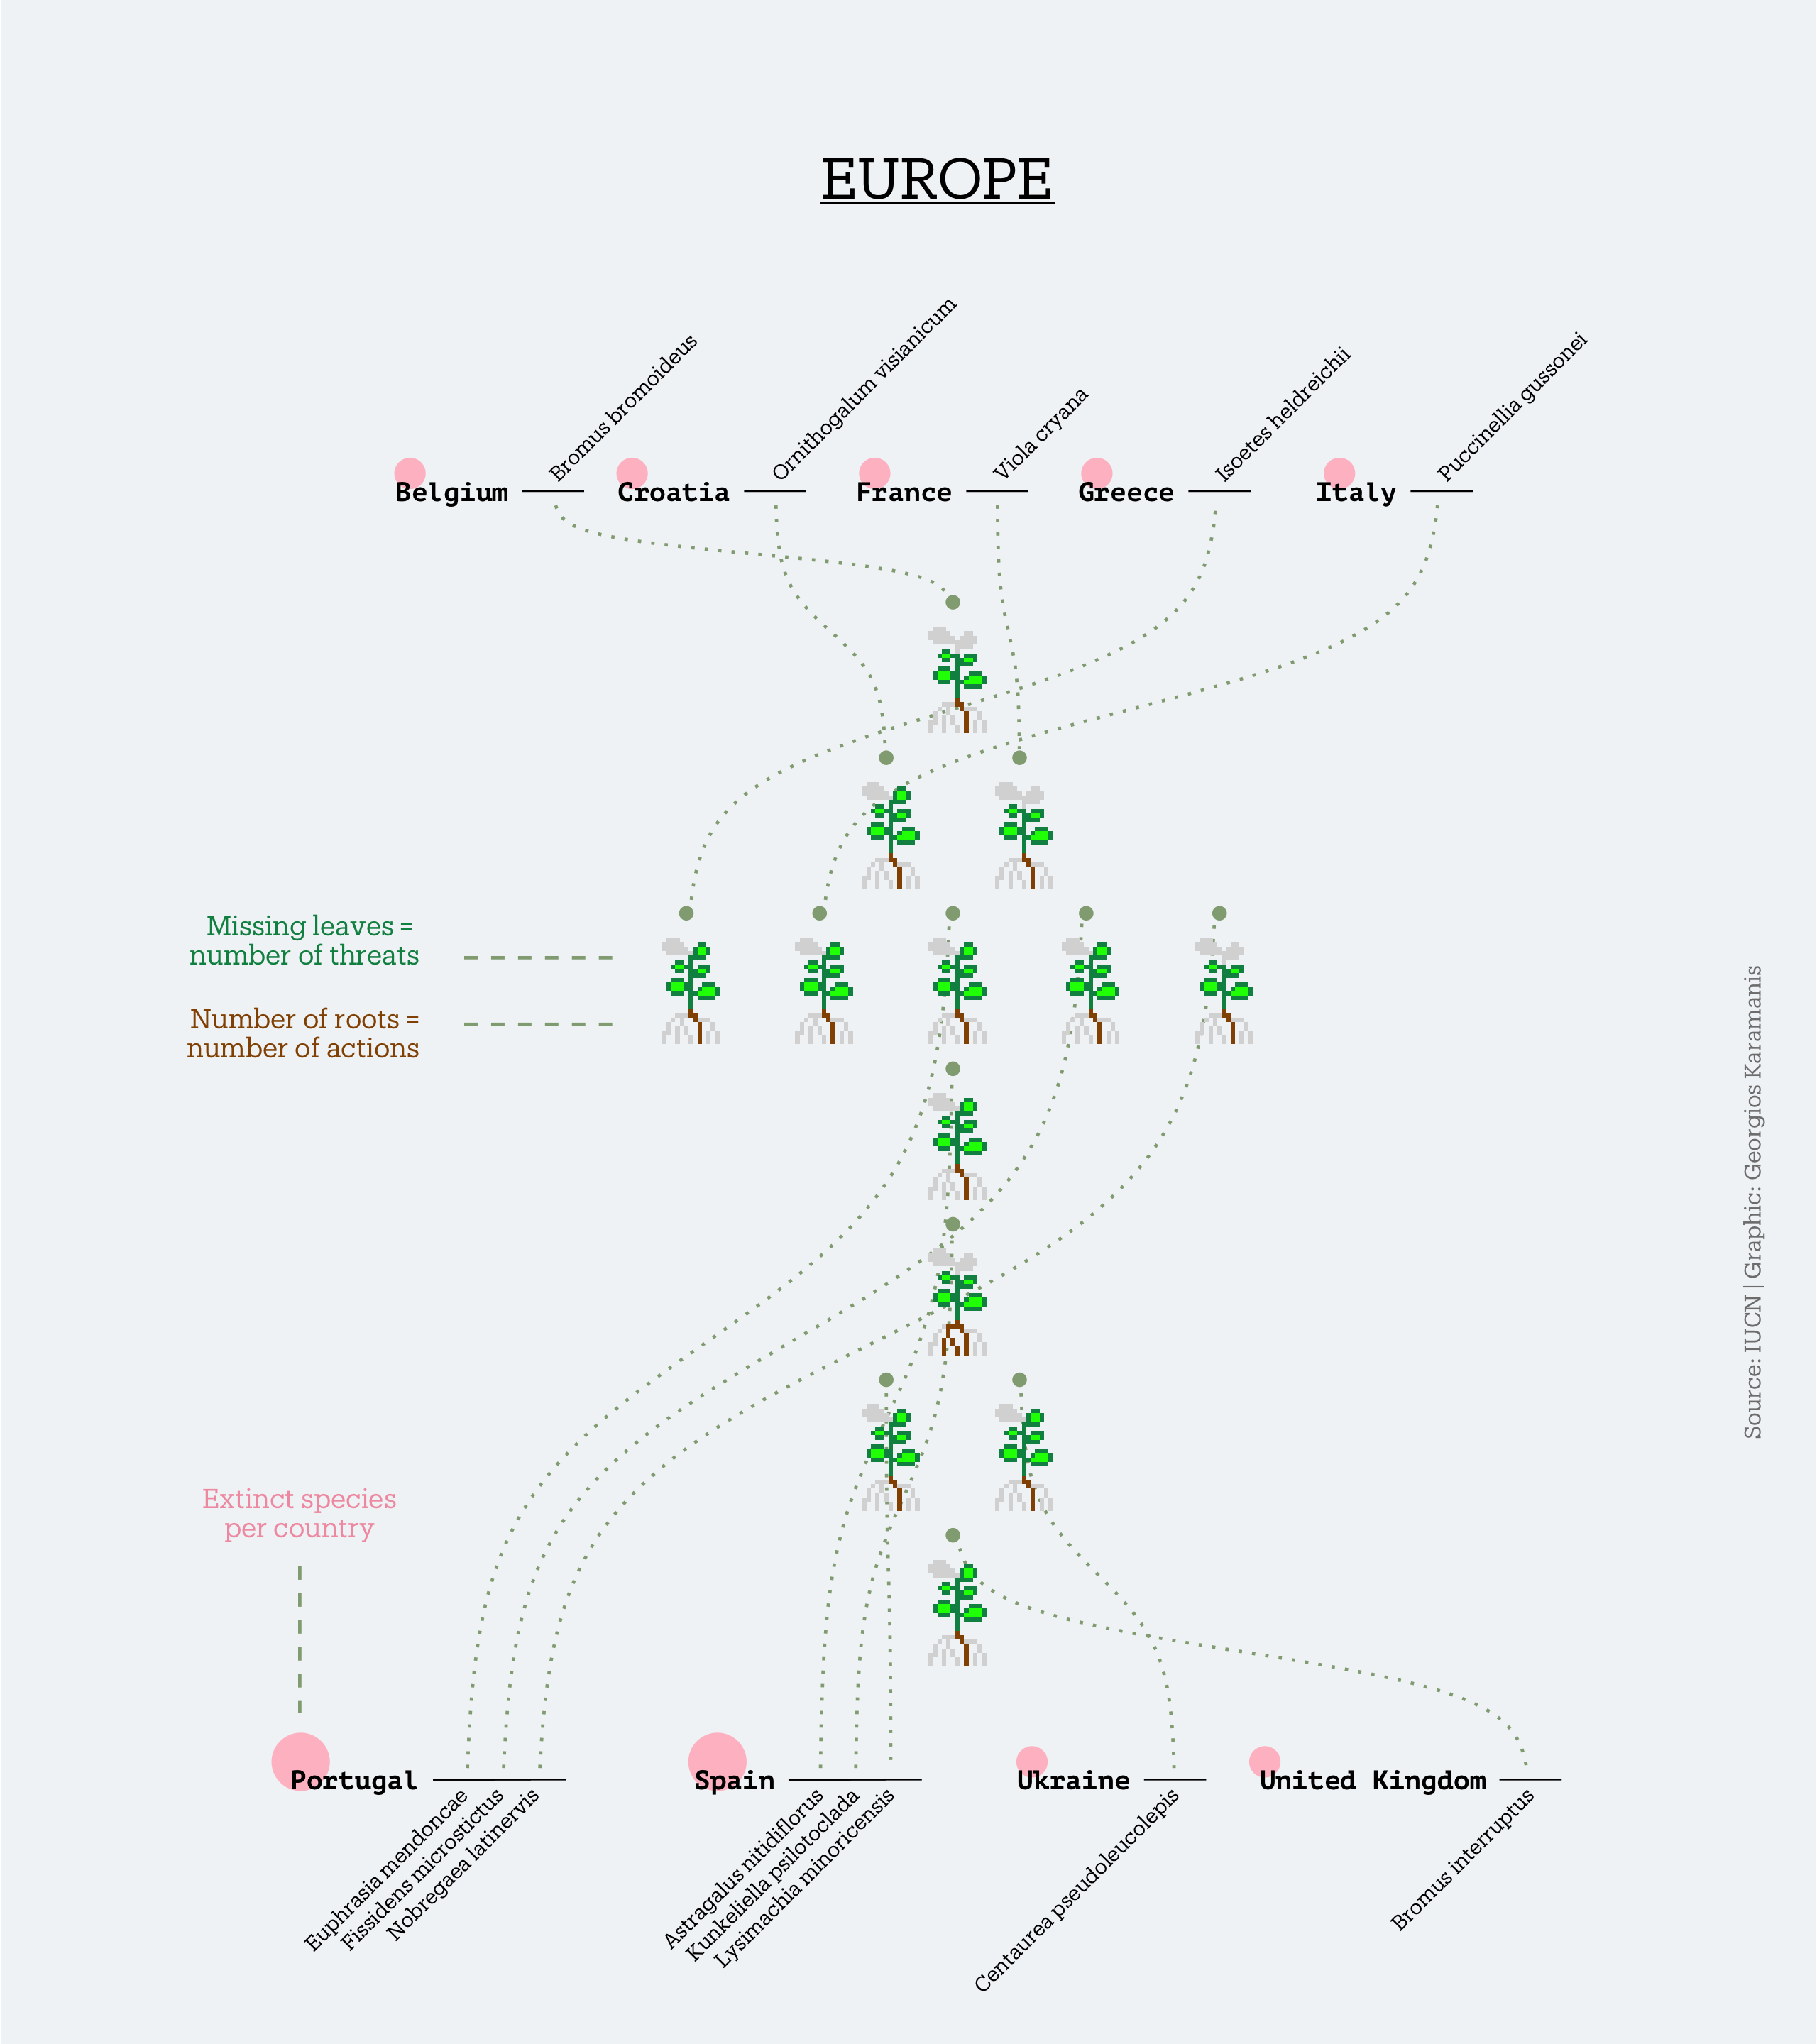 EUROPE
Bromus bromoideus
Ornithogalum visianicum
Viola cryana
Isoetes heldreichii
Puccinellia gussonei
Belgium
Croatia
France
Greece
Italy
Missing leaves =
number of threats
Number of roots =
number of actions
Source: IUCN | Graphic: Georgios Karamanis
Extinct species
per country
Portugal
Spain
Ukraine
United Kingdom
Euphrasia mendoncae
Fissidens microstictus
Nobregaea latinervis
Astragalus nitidiflorus
Kunkeliella psilotoclada
Lysimachia minoricensis
Centaurea pseudoleucolepis
Bromus interruptus